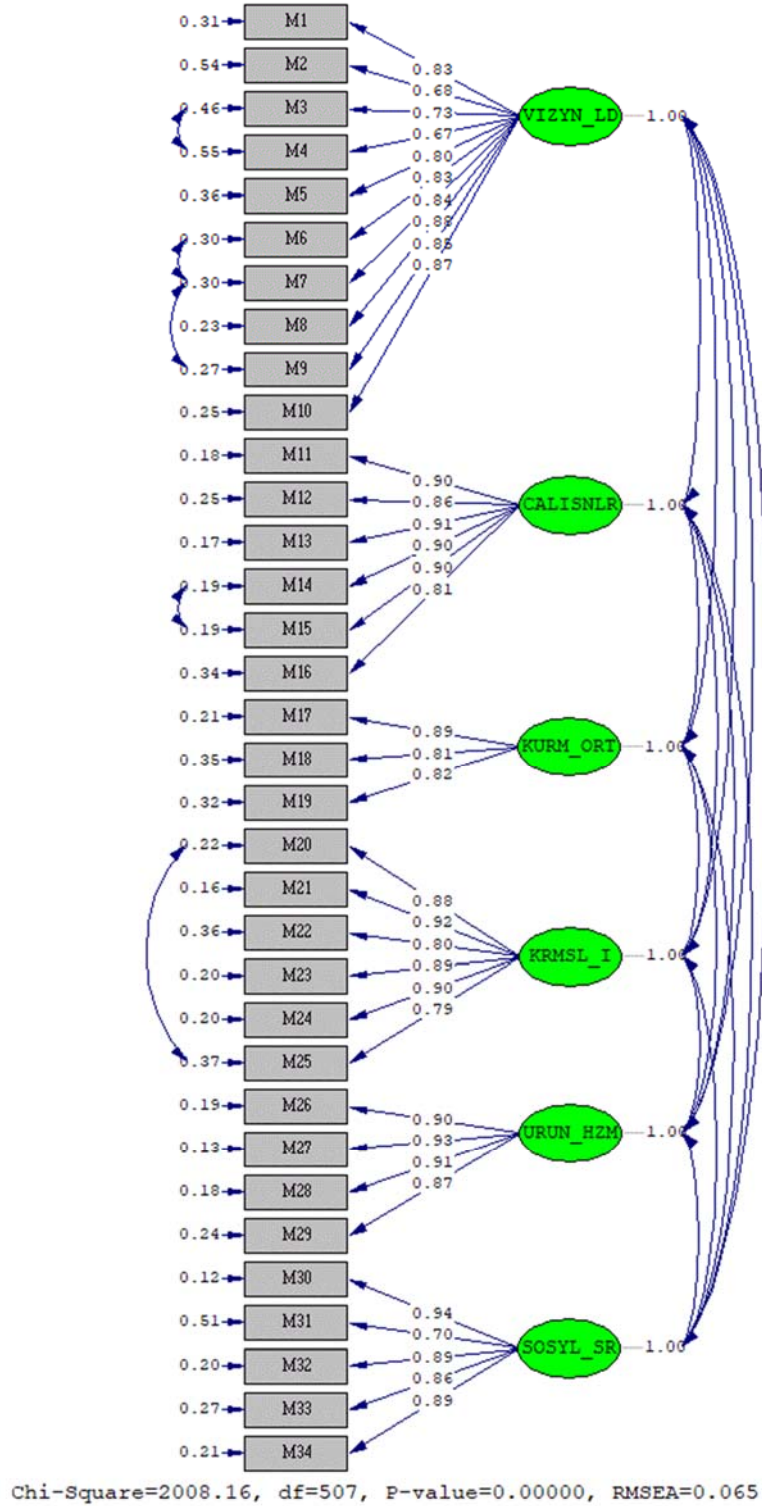 0.31 M1
0.83
0.54 M2
0.68
0.46 M3
0.73
VIZYN_LD 1.00
0.67
0.55 M4
0.80
0.36 M5
0.83
0.84
0.30 M6
0.88
0.85
0.30 M7
0.87
0.23 M8
0.27 M9
0.25 M10
0.18 M11
0.90
0.25 M12
0.86
CALISNLR 1.00
0.91
0.17 M13
0.90
0.90
0.19 M14
0.81
0.19 M15
0.34 M16
0.21 M17
0.89
0.35 M18
0.81
KURM_ORT 1.00
0.82
0.32 M19
0.22 M20
0.88
0.16 M21
0.92
0.36 M22
0.80
KRMSL_I 1.00
0.89
0.20 M23
0.90
0.20 M24
0.79
0.37 M25
0.19 M26
0.90
0.93
URUN_HZM 1.00
0.13 M27
0.91
0.87
0.18 M28
0.24 M29
0.12 M30
0.94
0.51 M31
0.70
SOSYL_SR 1.00
0.89
0.20 M32
0.86
0.89
0.27 M33
0.21 M34
Chi-Square=2008.16, df=507, P-value=0.00000, RMSEA=0.065